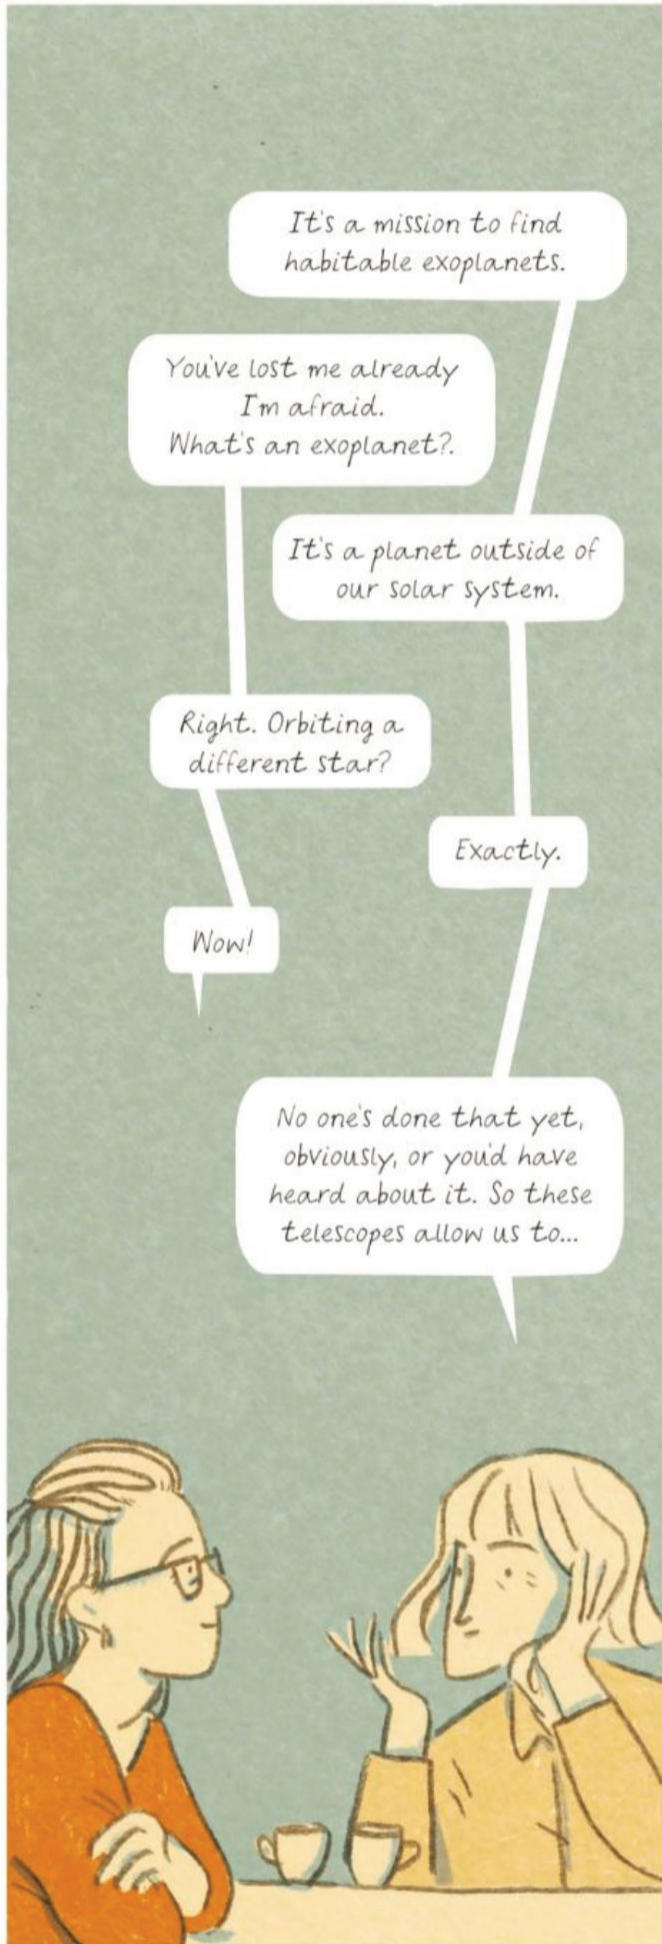 It's a mission to find
habitable exoplanets.
You've lost me already
I'm afraid.
What's an exoplanet?.
It's a planet outside of
our solar system.
Right. Orbiting a
different star?
Exactly.
Wow!
No one's done that yet,
obviously, or you'd have
heard about it. So these
telescopes allow us to...